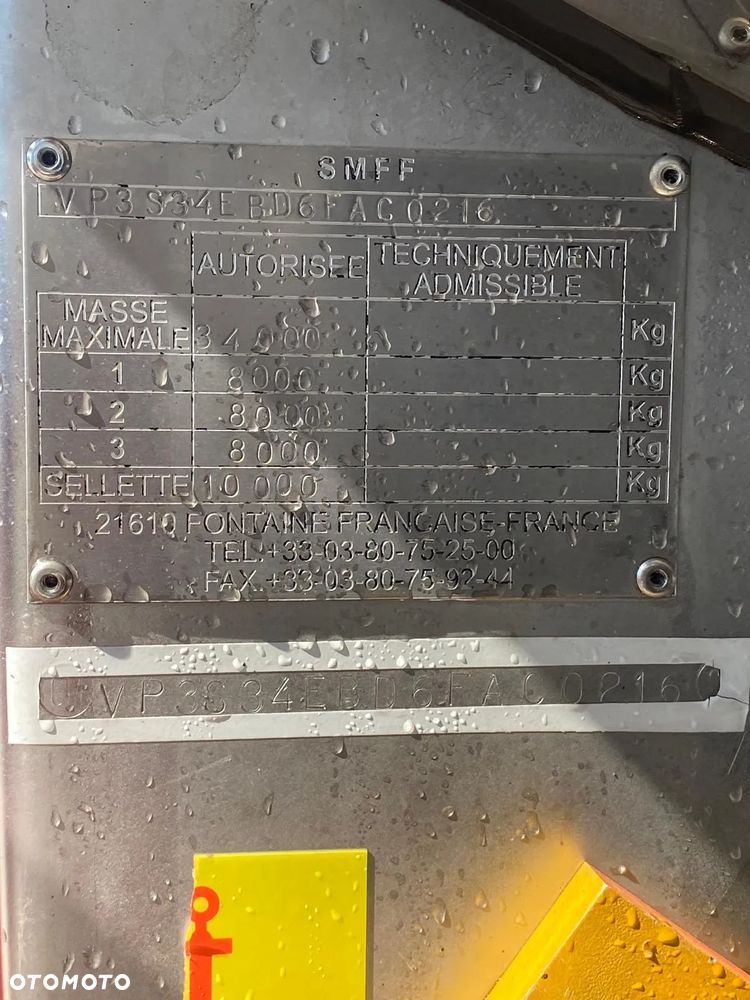 SMFF
VP3S34EBD6FAC0216
AUTORISEE TECHNIQUEMENT ADMISSIBLE
MASSE MAXIMALE 34000 Kg
1 8000 Kg
2 8000 Kg
3 8000 Kg
SELLETTE 10 000 Kg
21610 FONTAINE FRANCAISE-FRANCE
TEL.+33-03-80-75-25-00
FAX.+33-03-80-75-92-44
VP3S34EBD6FAC0216
OTOMOTO